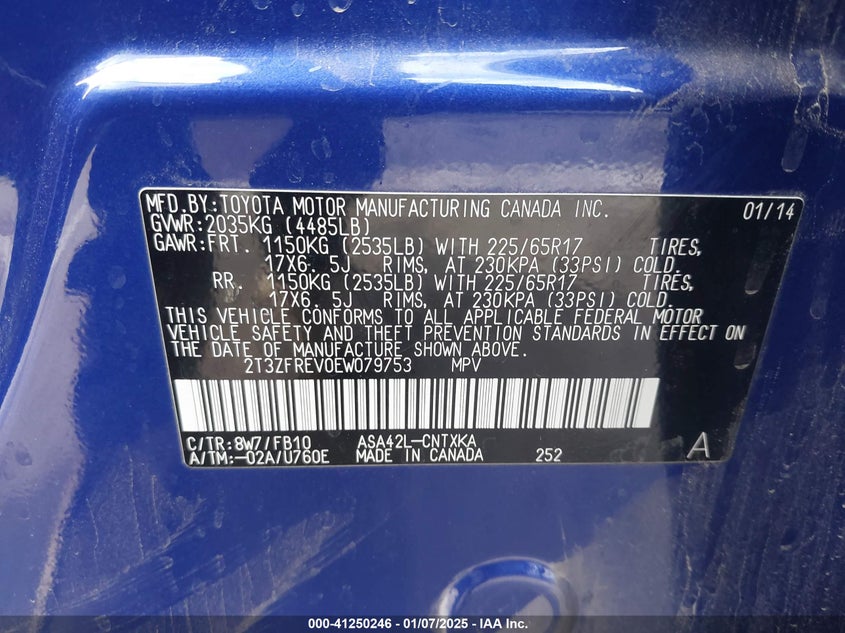 MFD.BY:TOYOTA MOTOR MANUFACTURING CANADA INC. 01/14
GVWR:2035KG (4485LB)
GAWR:FRT. 1150KG (2535LB) WITH 225/65R17 TIRES,
17X6. 5J RIMS, AT 230KPA (33PSI) COLD.
RR. 1150KG (2535LB) WITH 225/65R17 TIRES,
17X6. 5J RIMS, AT 230KPA (33PSI) COLD.
THIS VEHICLE CONFORMS TO ALL APPLICABLE FEDERAL MOTOR
VEHICLE SAFETY AND THEFT PREVENTION STANDARDS IN EFFECT ON
THE DATE OF MANUFACTURE SHOWN ABOVE.
2T3ZFREV0EW079753 MPV
C/TR:8W7/FB10 ASA42L-CNTXKA
A/TM:-02A/U760E MADE IN CANADA 252 A
000-41250246 - 01/07/2025 - IAA Inc.